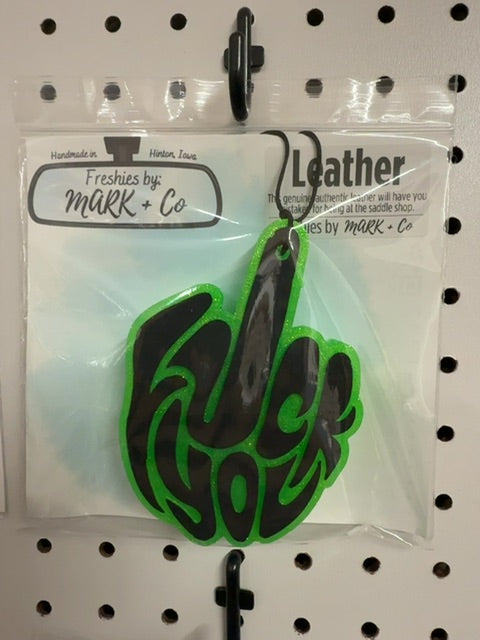 Handmade in Hinton, Iowa
Freshies by:
MARK + Co
Leather
genuine authentic leather will have you
for being at the saddle shop.
by MARK + Co
FUCK
YOU